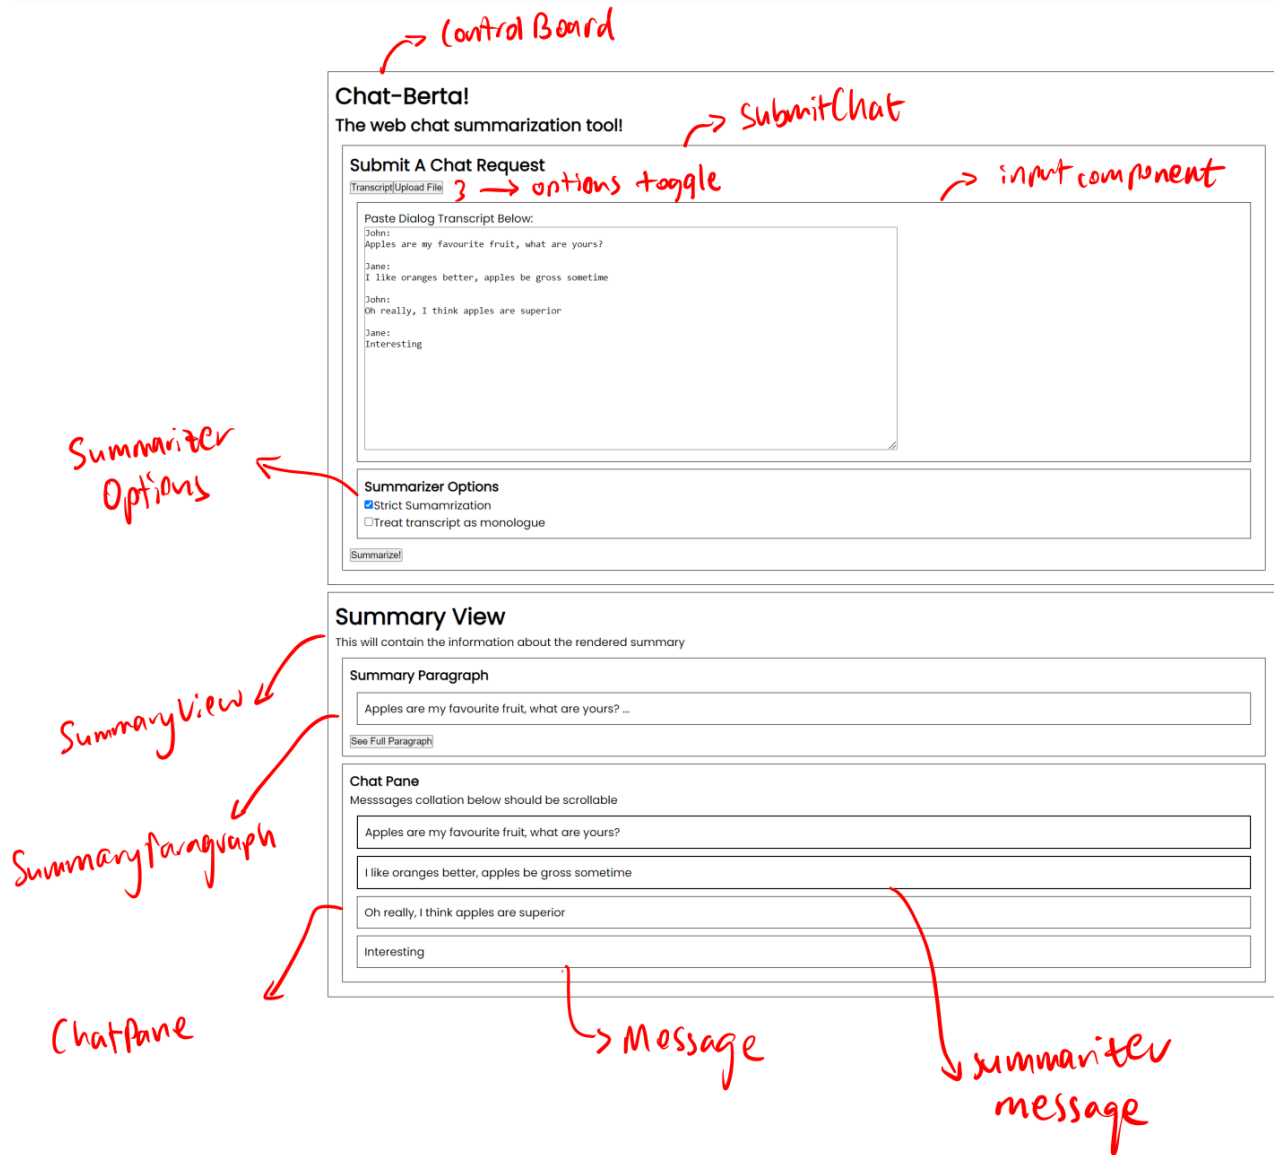 ControlBoard
Chat-Berta!
The web chat summarization tool!
SubmitChat
Submit A Chat Request
Transcript Upload File
} → options toggle
input component
Paste Dialog Transcript Below:
John:
Apples are my favourite fruit, what are yours?
Jane:
I like oranges better, apples be gross sometime
John:
Oh really, I think apples are superior
Jane:
Interesting
Summarizer
Options
Summarizer Options
Strict Sumamrization
Treat transcript as monologue
Summarize!
Summary View
This will contain the information about the rendered summary
SummaryView
Summary Paragraph
Apples are my favourite fruit, what are yours? ...
See Full Paragraph
SummaryParagraph
Chat Pane
Messsages collation below should be scrollable
Apples are my favourite fruit, what are yours?
I like oranges better, apples be gross sometime
Oh really, I think apples are superior
Interesting
ChatPane
Message
summarizer
message